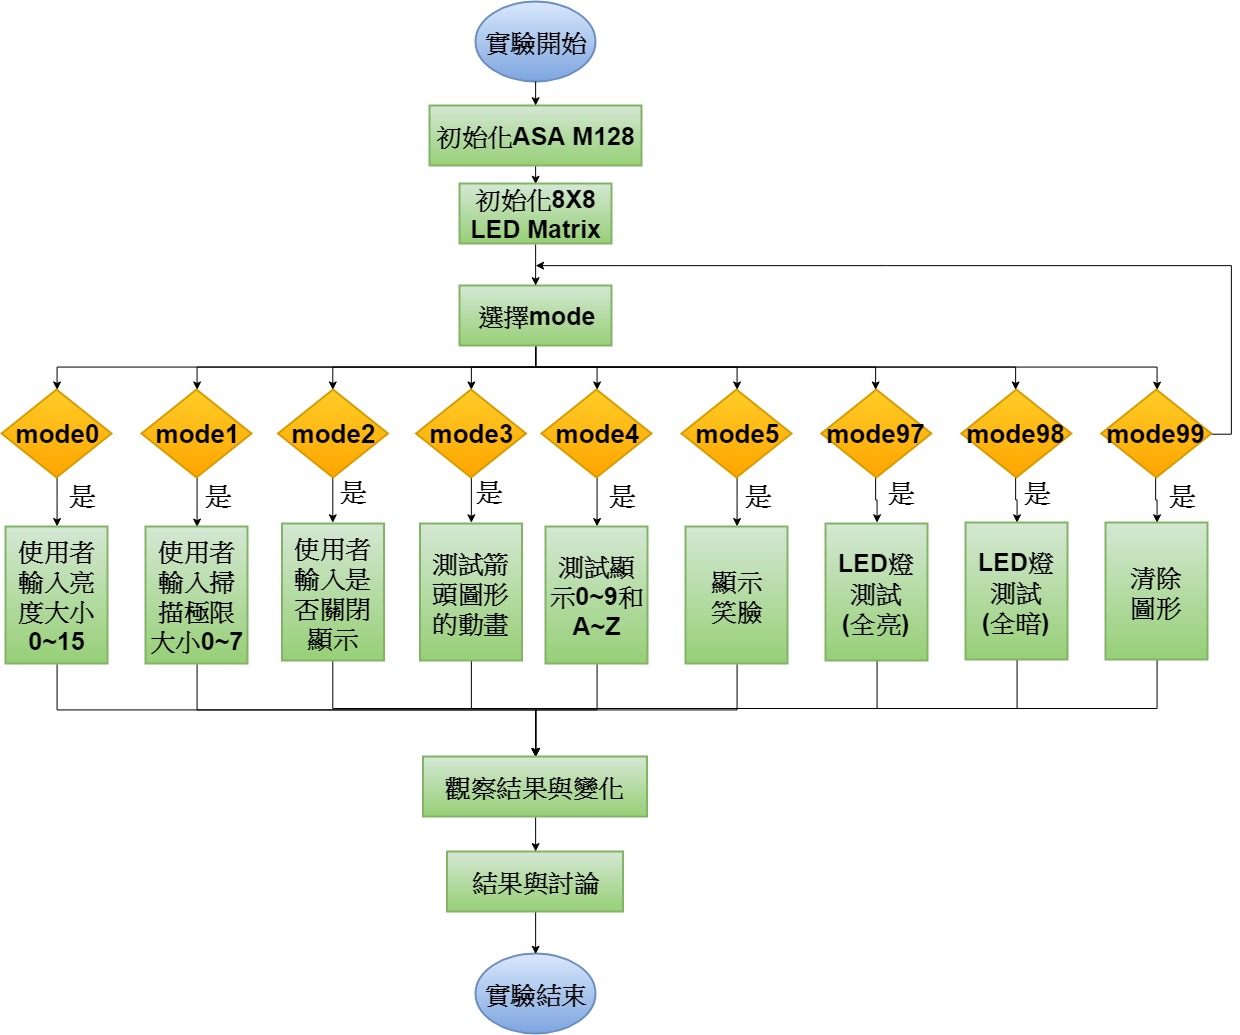 實驗開始
初始化ASA M128
初始化8X8
LED Matrix
選擇mode
mode0
mode1
mode2
mode3
mode4
mode5
mode97
mode98
mode99
是
是
是
是
是
是
是
是
是
使用者
輸入亮
度大小
0~15
使用者
輸入掃
描極限
大小0~7
使用者
輸入是
否關閉
顯示
測試箭
頭圖形
的動畫
測試顯
示0~9和
A~Z
顯示
笑臉
LED燈
測試
(全亮)
LED燈
測試
(全暗)
清除
圖形
觀察結果與變化
結果與討論
實驗結束